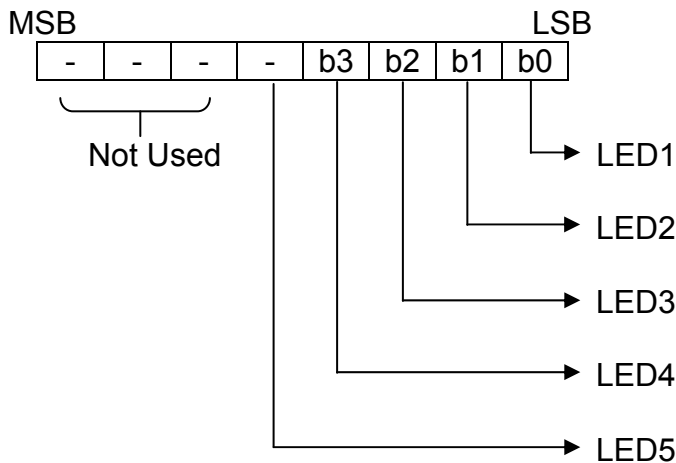 MSB LSB
- - - - b3 b2 b1 b0
Not Used
LED1
LED2
LED3
LED4
LED5